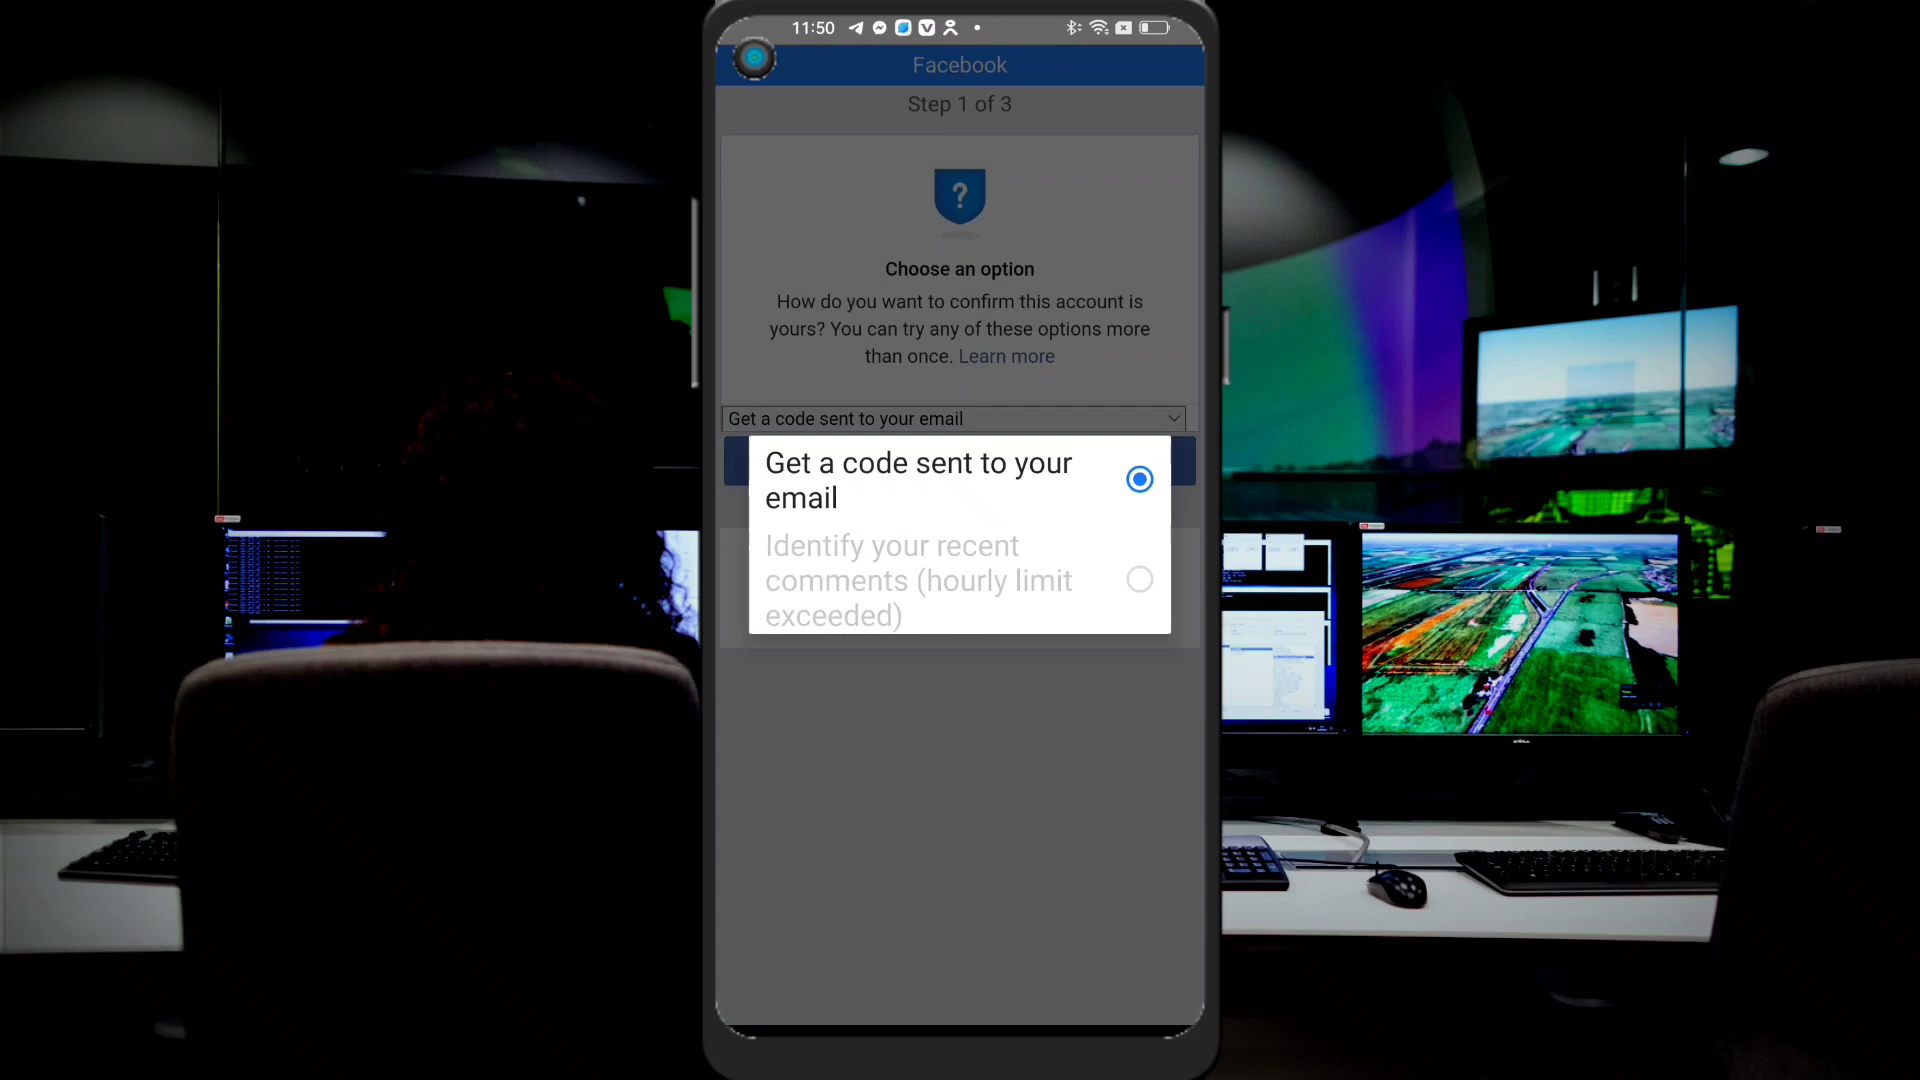 11:50
Facebook
Step 1 of 3
?
Choose an option
How do you want to confirm this account is
yours? You can try any of these options more
than once. Learn more
Get a code sent to your email
Get a code sent to your
email
Identify your recent
comments (hourly limit
exceeded)